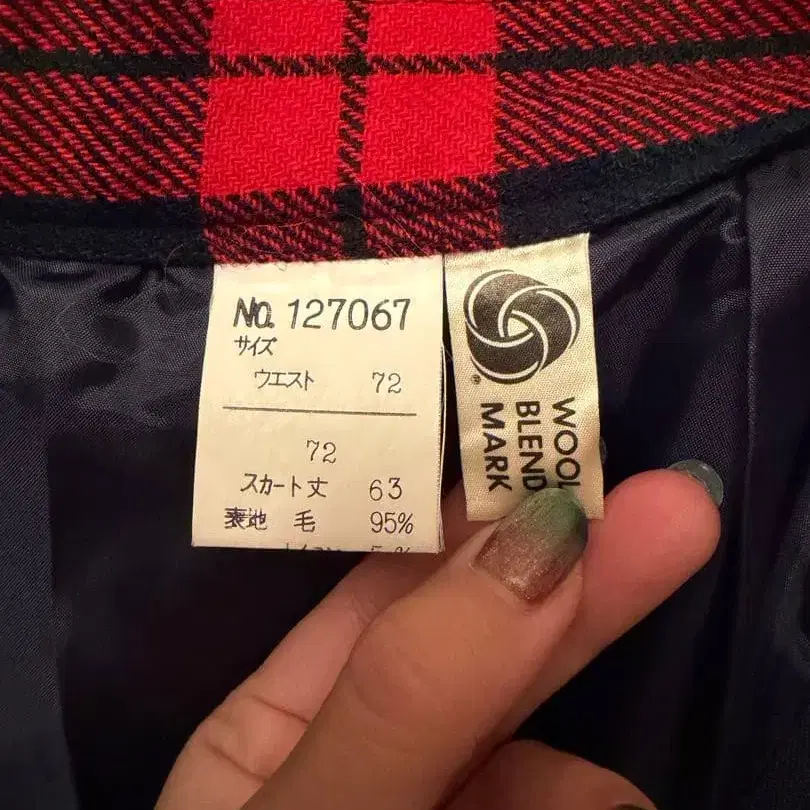 No. 127067
サイズ
ウエスト 72
72
スカート丈 63
表地 毛 95%
®
WOOL
BLEND
MARK